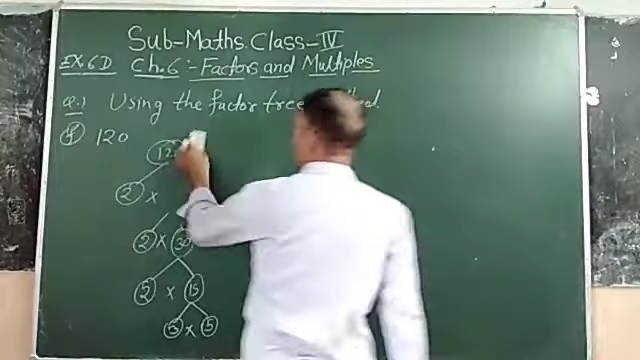 Sub-Maths. Class-IV
EX.6D Ch.6:-Factors and Multiples
Q.1 Using the factor tree
120
2 x
2 x 30
2 x 15
3 x 5